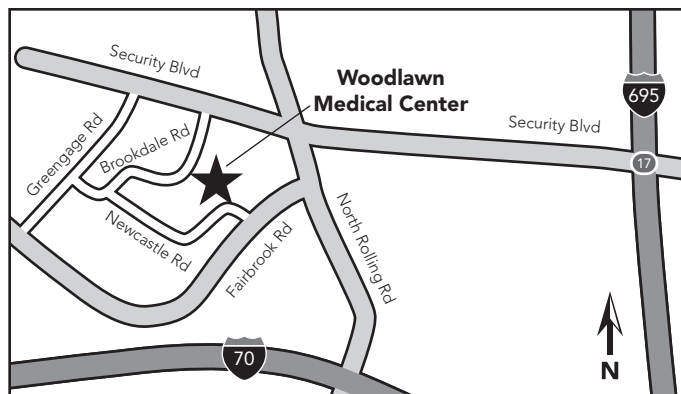 Security Blvd
Woodlawn
Medical Center
695
Security Blvd
17
Greengage Rd
Brookdale Rd
Newcastle Rd
Fairbrook Rd
North Rolling Rd
70
N